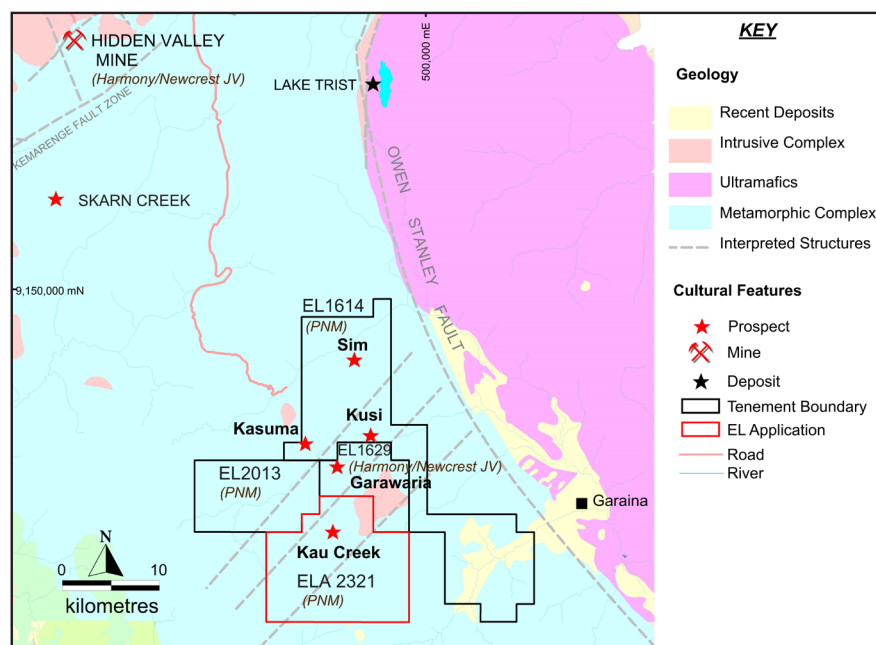 HIDDEN VALLEY
MINE
(Harmony/Newcrest JV)
KEMARENGE FAULT ZONE
SKARN CREEK
LAKE TRIST
500,000 mE
OWEN STANLEY FAULT
9,150,000 mN
EL1614
(PNM)
Sim
Kasuma
Kusi
EL1629
(Harmony/Newcrest JV)
Garawaria
EL2013
(PNM)
Kau Creek
ELA 2321
(PNM)
Garaina
N
0 10
kilometres
KEY
Geology
Recent Deposits
Intrusive Complex
Ultramafics
Metamorphic Complex
Interpreted Structures
Cultural Features
Prospect
Mine
Deposit
Tenement Boundary
EL Application
Road
River